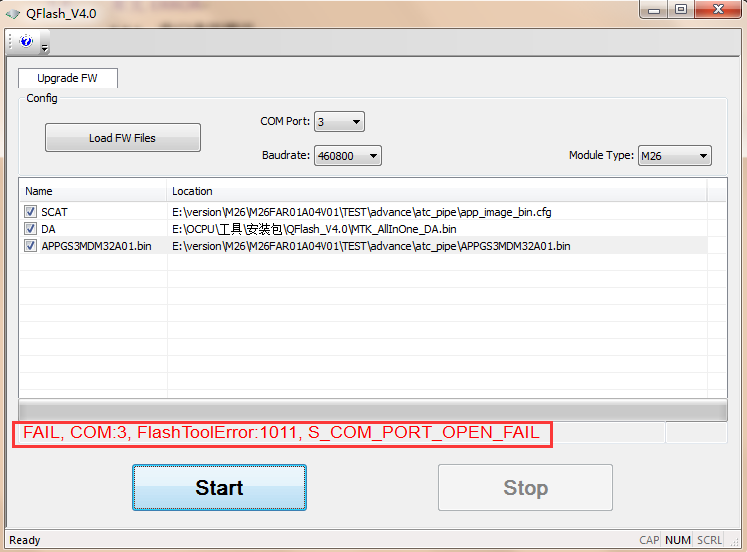 QFlash_V4.0
Upgrade FW
Config
Load FW Files
COM Port: 3
Baudrate: 460800
Module Type: M26
Name Location
SCAT E:\version\M26\M26FAR01A04V01\TEST\advance\atc_pipe\app_image_bin.cfg
DA E:\OCPU\工具\安装包\QFlash_V4.0\MTK_AllInOne_DA.bin
APPGS3MDM32A01.bin E:\version\M26\M26FAR01A04V01\TEST\advance\atc_pipe\APPGS3MDM32A01.bin
FAIL, COM:3, FlashToolError:1011, S_COM_PORT_OPEN_FAIL
Start Stop
Ready CAP NUM SCRL